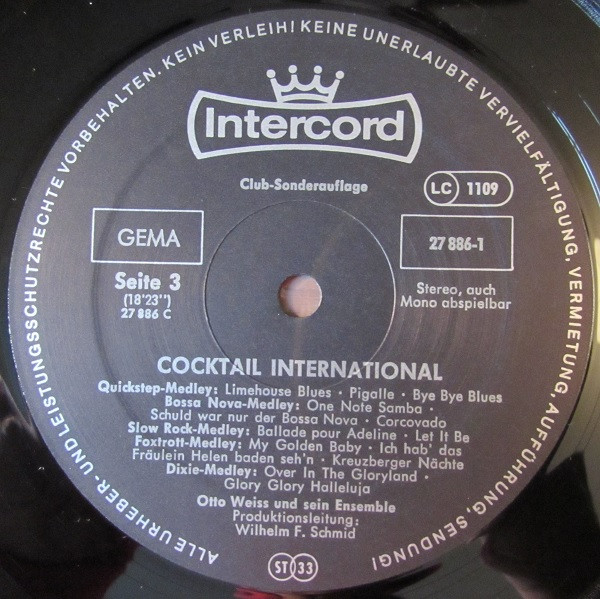 ALLE URHEBER- UND LEISTUNGSSCHUTZRECHTE VORBEHALTEN. KEIN VERLEIH! KEINE UNERLAUBTE VERVIELFÄLTIGUNG, VERMIETUNG, AUFFÜHRUNG, SENDUNG!
Intercord
Club-Sonderauflage
LC 1109
GEMA
27 886-1
Seite 3
(18'23'')
27 886 C
Stereo, auch
Mono abspielbar
COCKTAIL INTERNATIONAL
Quickstep-Medley: Limehouse Blues · Pigalle · Bye Bye Blues
Bossa Nova-Medley: One Note Samba ·
Schuld war nur der Bossa Nova · Corcovado
Slow Rock-Medley: Ballade pour Adeline · Let It Be
Foxtrott-Medley: My Golden Baby · Ich hab' das
Fräulein Helen baden seh'n · Kreuzberger Nächte
Dixie-Medley: Over In The Gloryland ·
Glory Glory Halleluja
Otto Weiss und sein Ensemble
Produktionsleitung:
Wilhelm F. Schmid
ST 33